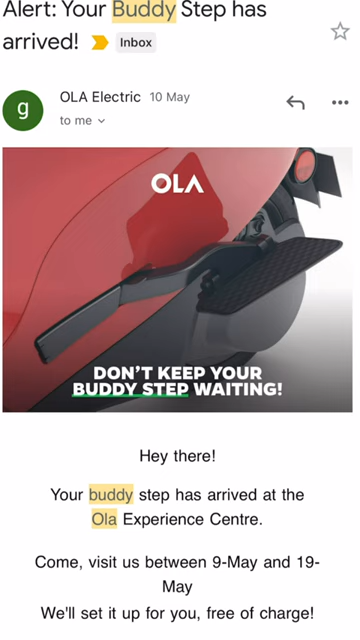 Alert: Your Buddy Step has
arrived! Inbox
g
OLA Electric 10 May
to me
OLA
DON'T KEEP YOUR
BUDDY STEP WAITING!
Hey there!
Your buddy step has arrived at the
Ola Experience Centre.
Come, visit us between 9-May and 19-
May
We'll set it up for you, free of charge!